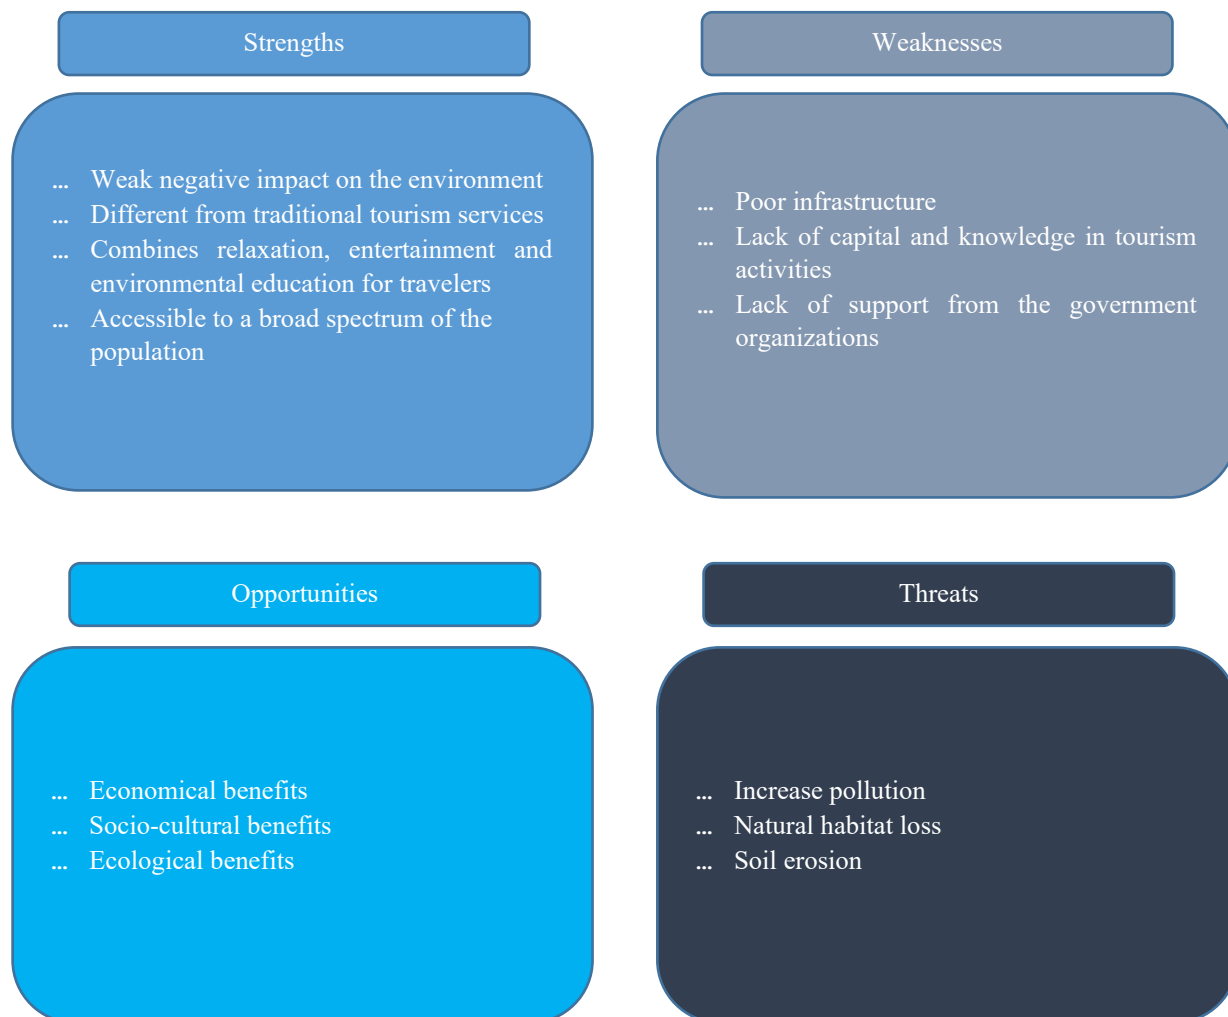 Strengths
... Weak negative impact on the environment
... Different from traditional tourism services
... Combines relaxation, entertainment and
environmental education for travelers
... Accessible to a broad spectrum of the
population
Weaknesses
... Poor infrastructure
... Lack of capital and knowledge in tourism
activities
... Lack of support from the government
organizations
Opportunities
... Economical benefits
... Socio-cultural benefits
... Ecological benefits
Threats
... Increase pollution
... Natural habitat loss
... Soil erosion